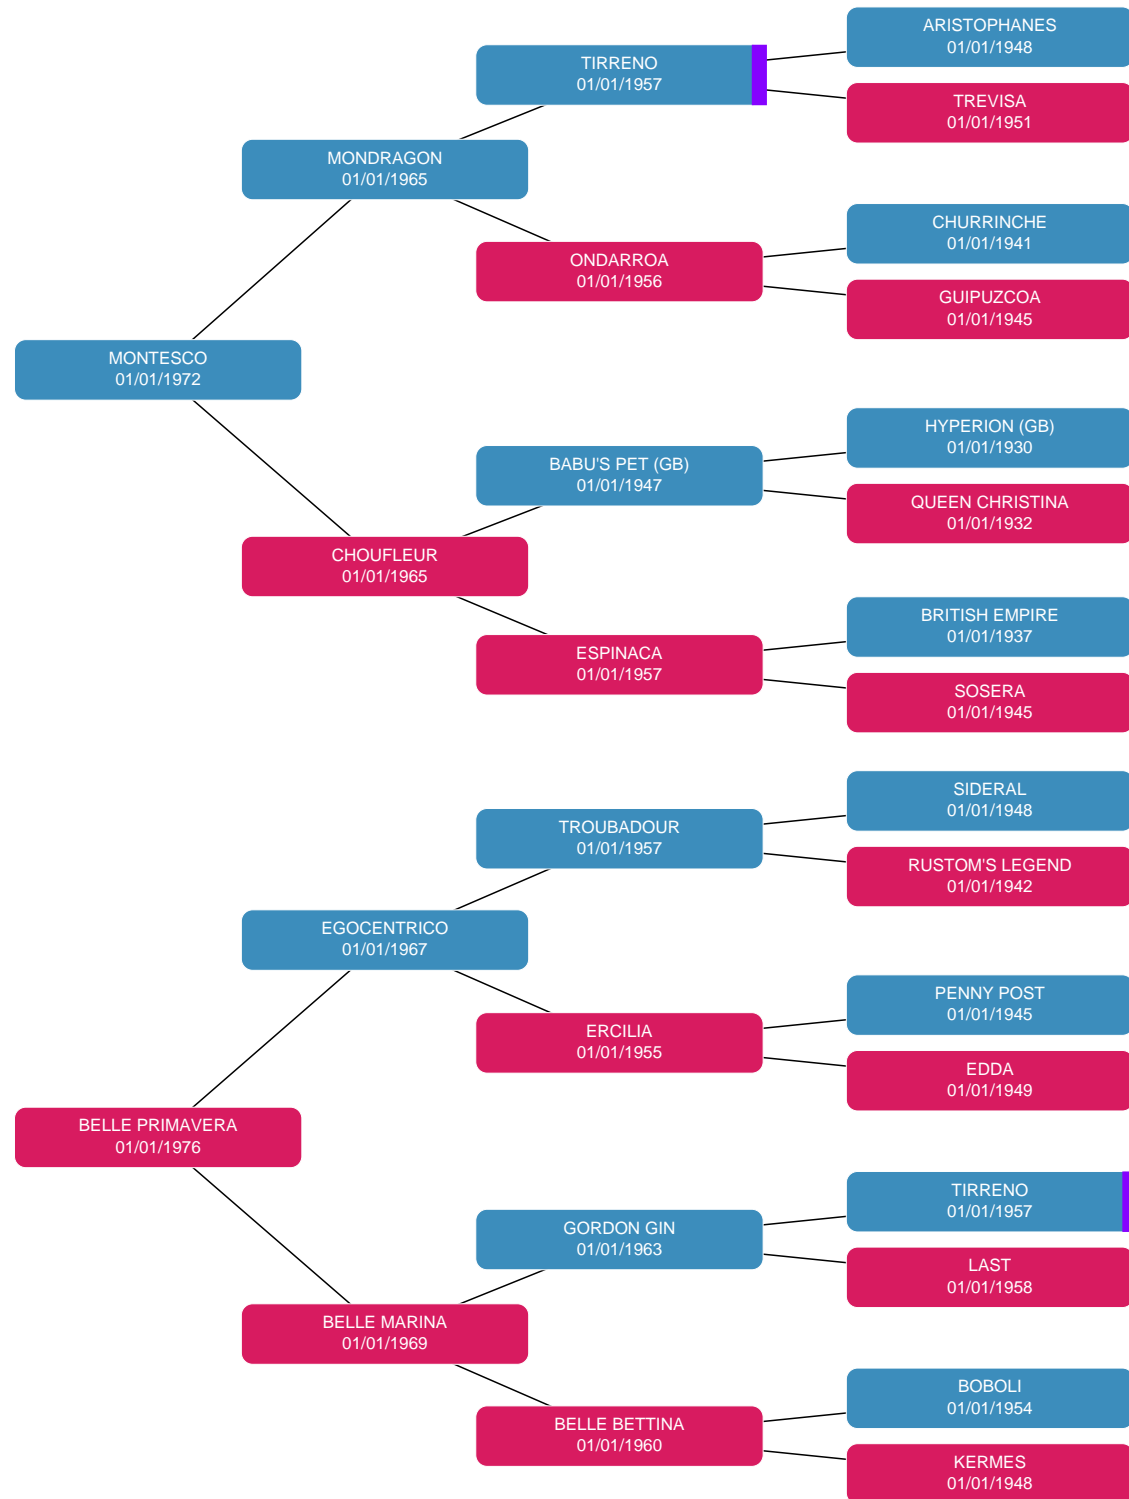 ARISTOPHANES
01/01/1948
TIRRENO
01/01/1957
TREVISA
01/01/1951
MONDRAGON
01/01/1965
CHURRINCHE
01/01/1941
ONDARROA
01/01/1956
GUIPUZCOA
01/01/1945
MONTESCO
01/01/1972
HYPERION (GB)
01/01/1930
BABU'S PET (GB)
01/01/1947
QUEEN CHRISTINA
01/01/1932
CHOUFLEUR
01/01/1965
BRITISH EMPIRE
01/01/1937
ESPINACA
01/01/1957
SOSERA
01/01/1945
SIDERAL
01/01/1948
TROUBADOUR
01/01/1957
RUSTOM'S LEGEND
01/01/1942
EGOCENTRICO
01/01/1967
PENNY POST
01/01/1945
ERCILIA
01/01/1955
EDDA
01/01/1949
BELLE PRIMAVERA
01/01/1976
TIRRENO
01/01/1957
GORDON GIN
01/01/1963
LAST
01/01/1958
BELLE MARINA
01/01/1969
BOBOLI
01/01/1954
BELLE BETTINA
01/01/1960
KERMES
01/01/1948